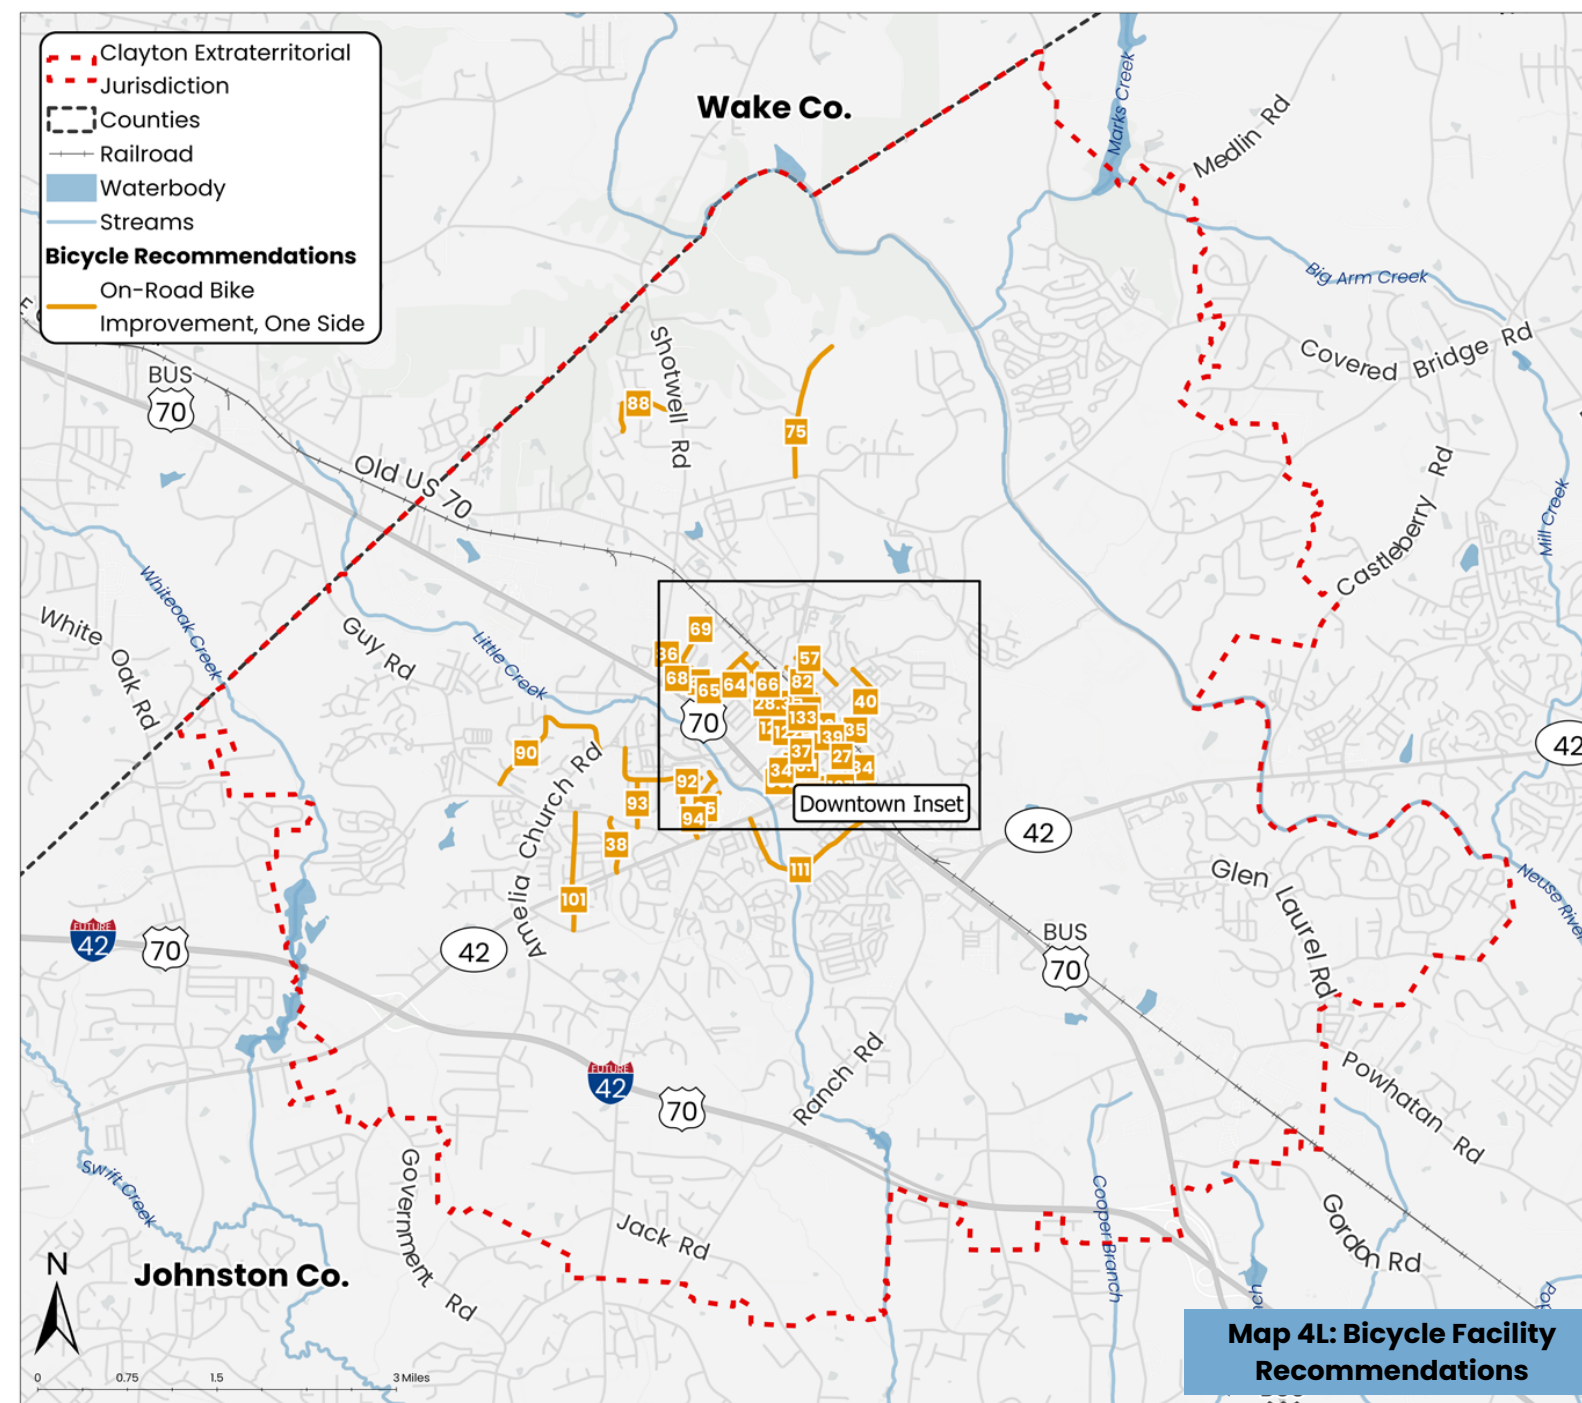 Clayton Extraterritorial
Jurisdiction
Counties
Railroad
Waterbody
Streams
Bicycle Recommendations
On-Road Bike
Improvement, One Side
Wake Co.
Marks Creek
Medlin Rd
Big Arm Creek
Covered Bridge Rd
Shotwell Rd
BUS
70
88
75
Old US 70
Castleberry Rd
Mill Creek
Whiteoak Creek
White Oak Rd
Guy Rd
Little Creek
69
36
68
65
64
66
57
82
40
70
133
35
39
37
27
34
34
42
90
92
93
94
38
101
111
Downtown Inset
Amelia Church Rd
42
Glen Laurel Rd
Neuse River
FUTURE
42
70
42
BUS
70
FUTURE
42
70
Ranch Rd
Powhatan Rd
Swift Creek
Government Rd
Jack Rd
Cooper Branch
Gordon Rd
N
Johnston Co.
0 0.75 1.5 3 Miles
Map 4L: Bicycle Facility
Recommendations